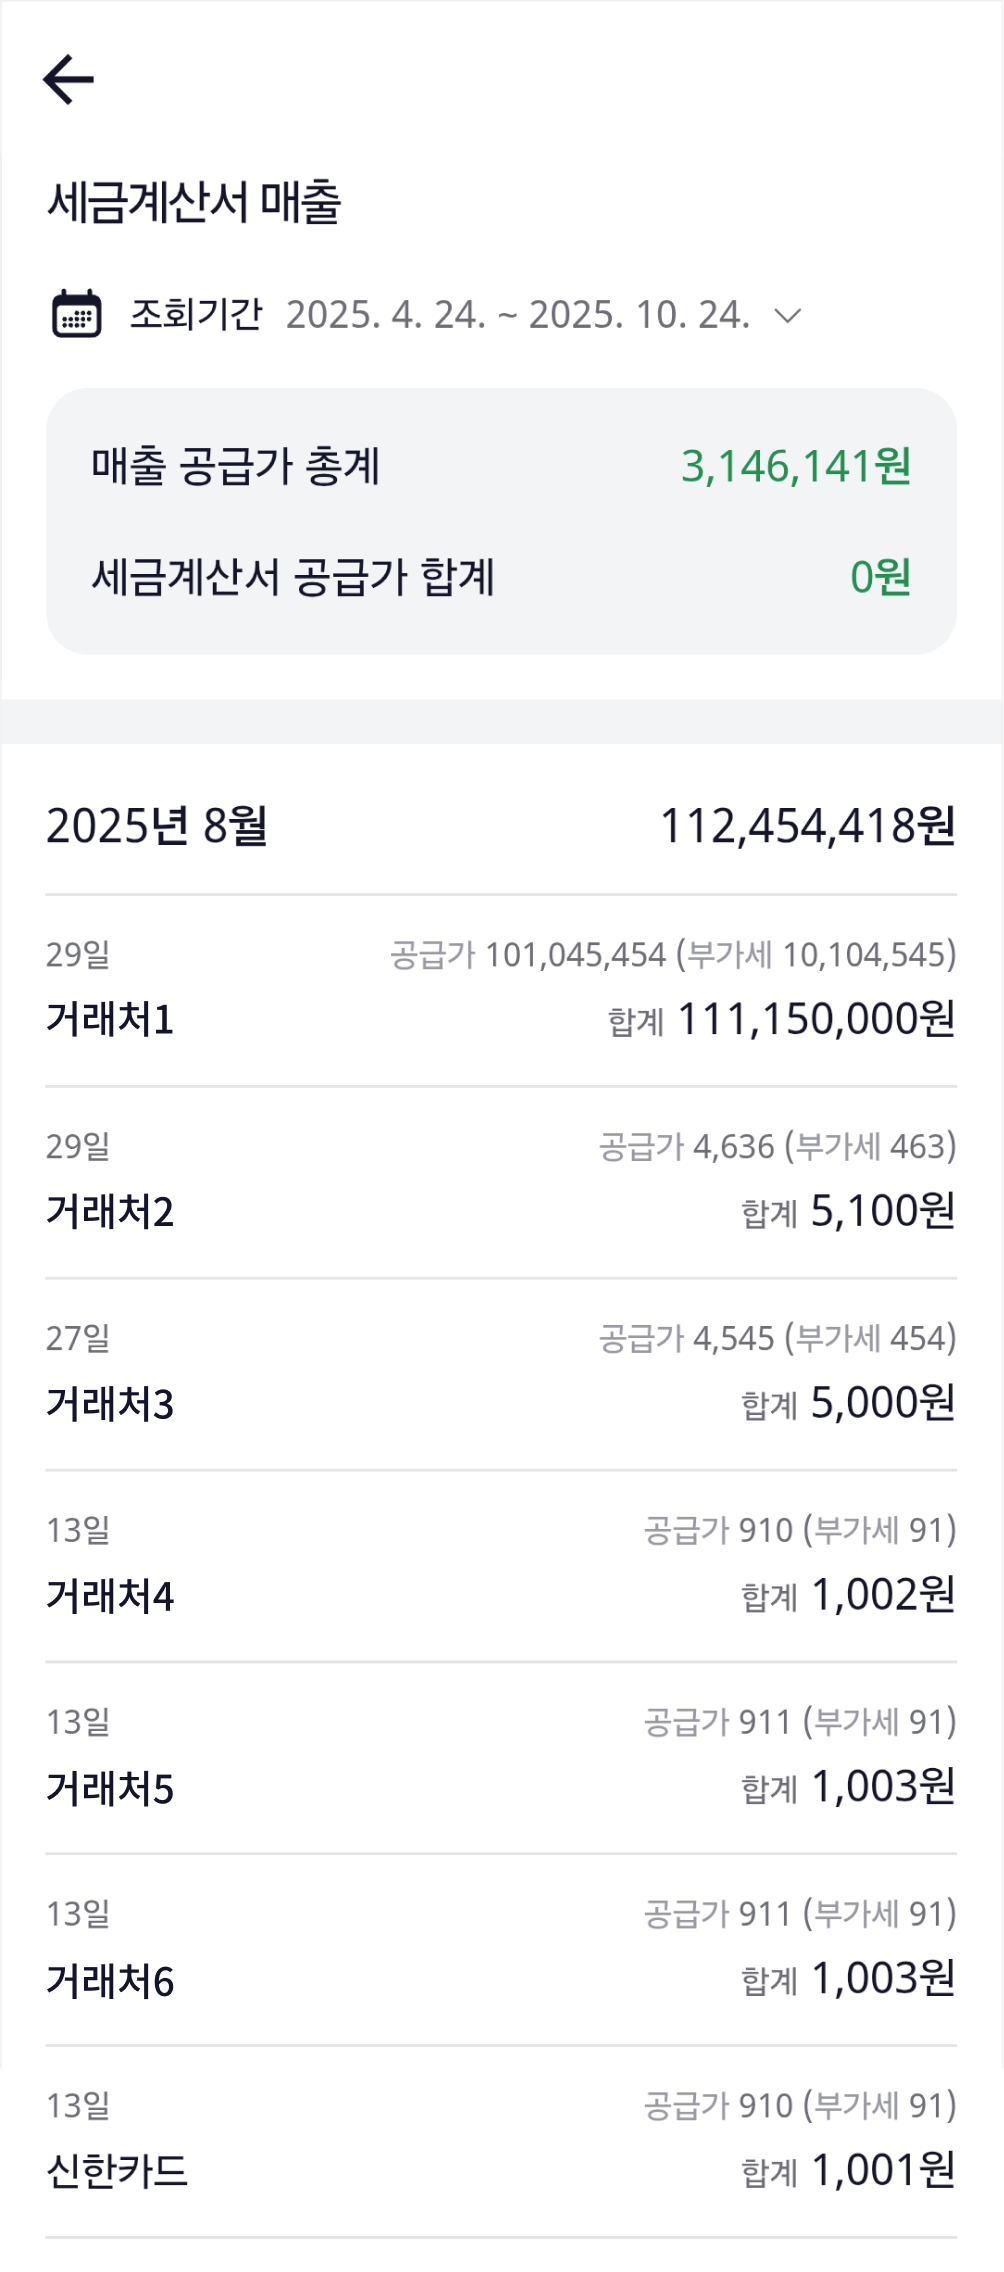 세금계산서 매출
조회기간 2025. 4. 24. ~ 2025. 10. 24.
매출 공급가 총계 3,146,141원
세금계산서 공급가 합계 0원
2025년 8월 112,454,418원
29일 공급가 101,045,454 (부가세 10,104,545)
거래처1 합계 111,150,000원
29일 공급가 4,636 (부가세 463)
거래처2 합계 5,100원
27일 공급가 4,545 (부가세 454)
거래처3 합계 5,000원
13일 공급가 910 (부가세 91)
거래처4 합계 1,002원
13일 공급가 911 (부가세 91)
거래처5 합계 1,003원
13일 공급가 911 (부가세 91)
거래처6 합계 1,003원
13일 공급가 910 (부가세 91)
신한카드 합계 1,001원